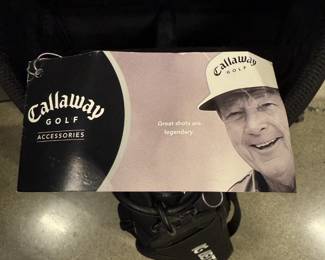 Callaway
GOLF
ACCESSORIES
Great shots are
legendary.
Callaway
GOLF